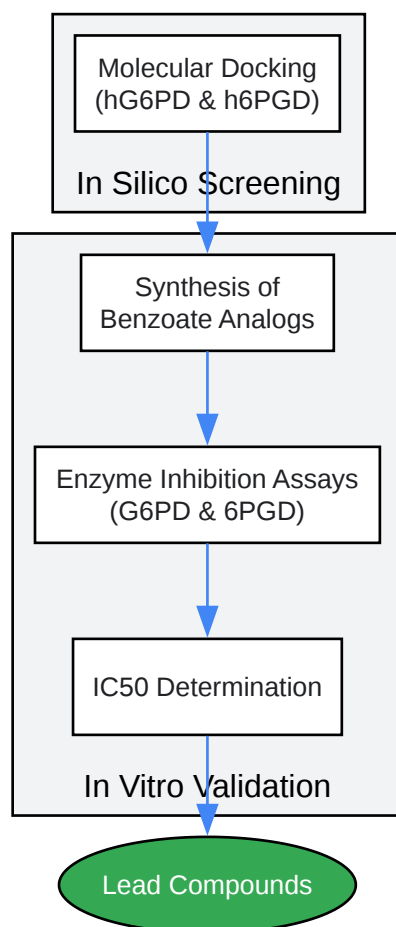 Molecular Docking
(hG6PD & h6PGD)
In Silico Screening
Synthesis of
Benzoate Analogs
Enzyme Inhibition Assays
(G6PD & 6PGD)
IC50 Determination
In Vitro Validation
Lead Compounds